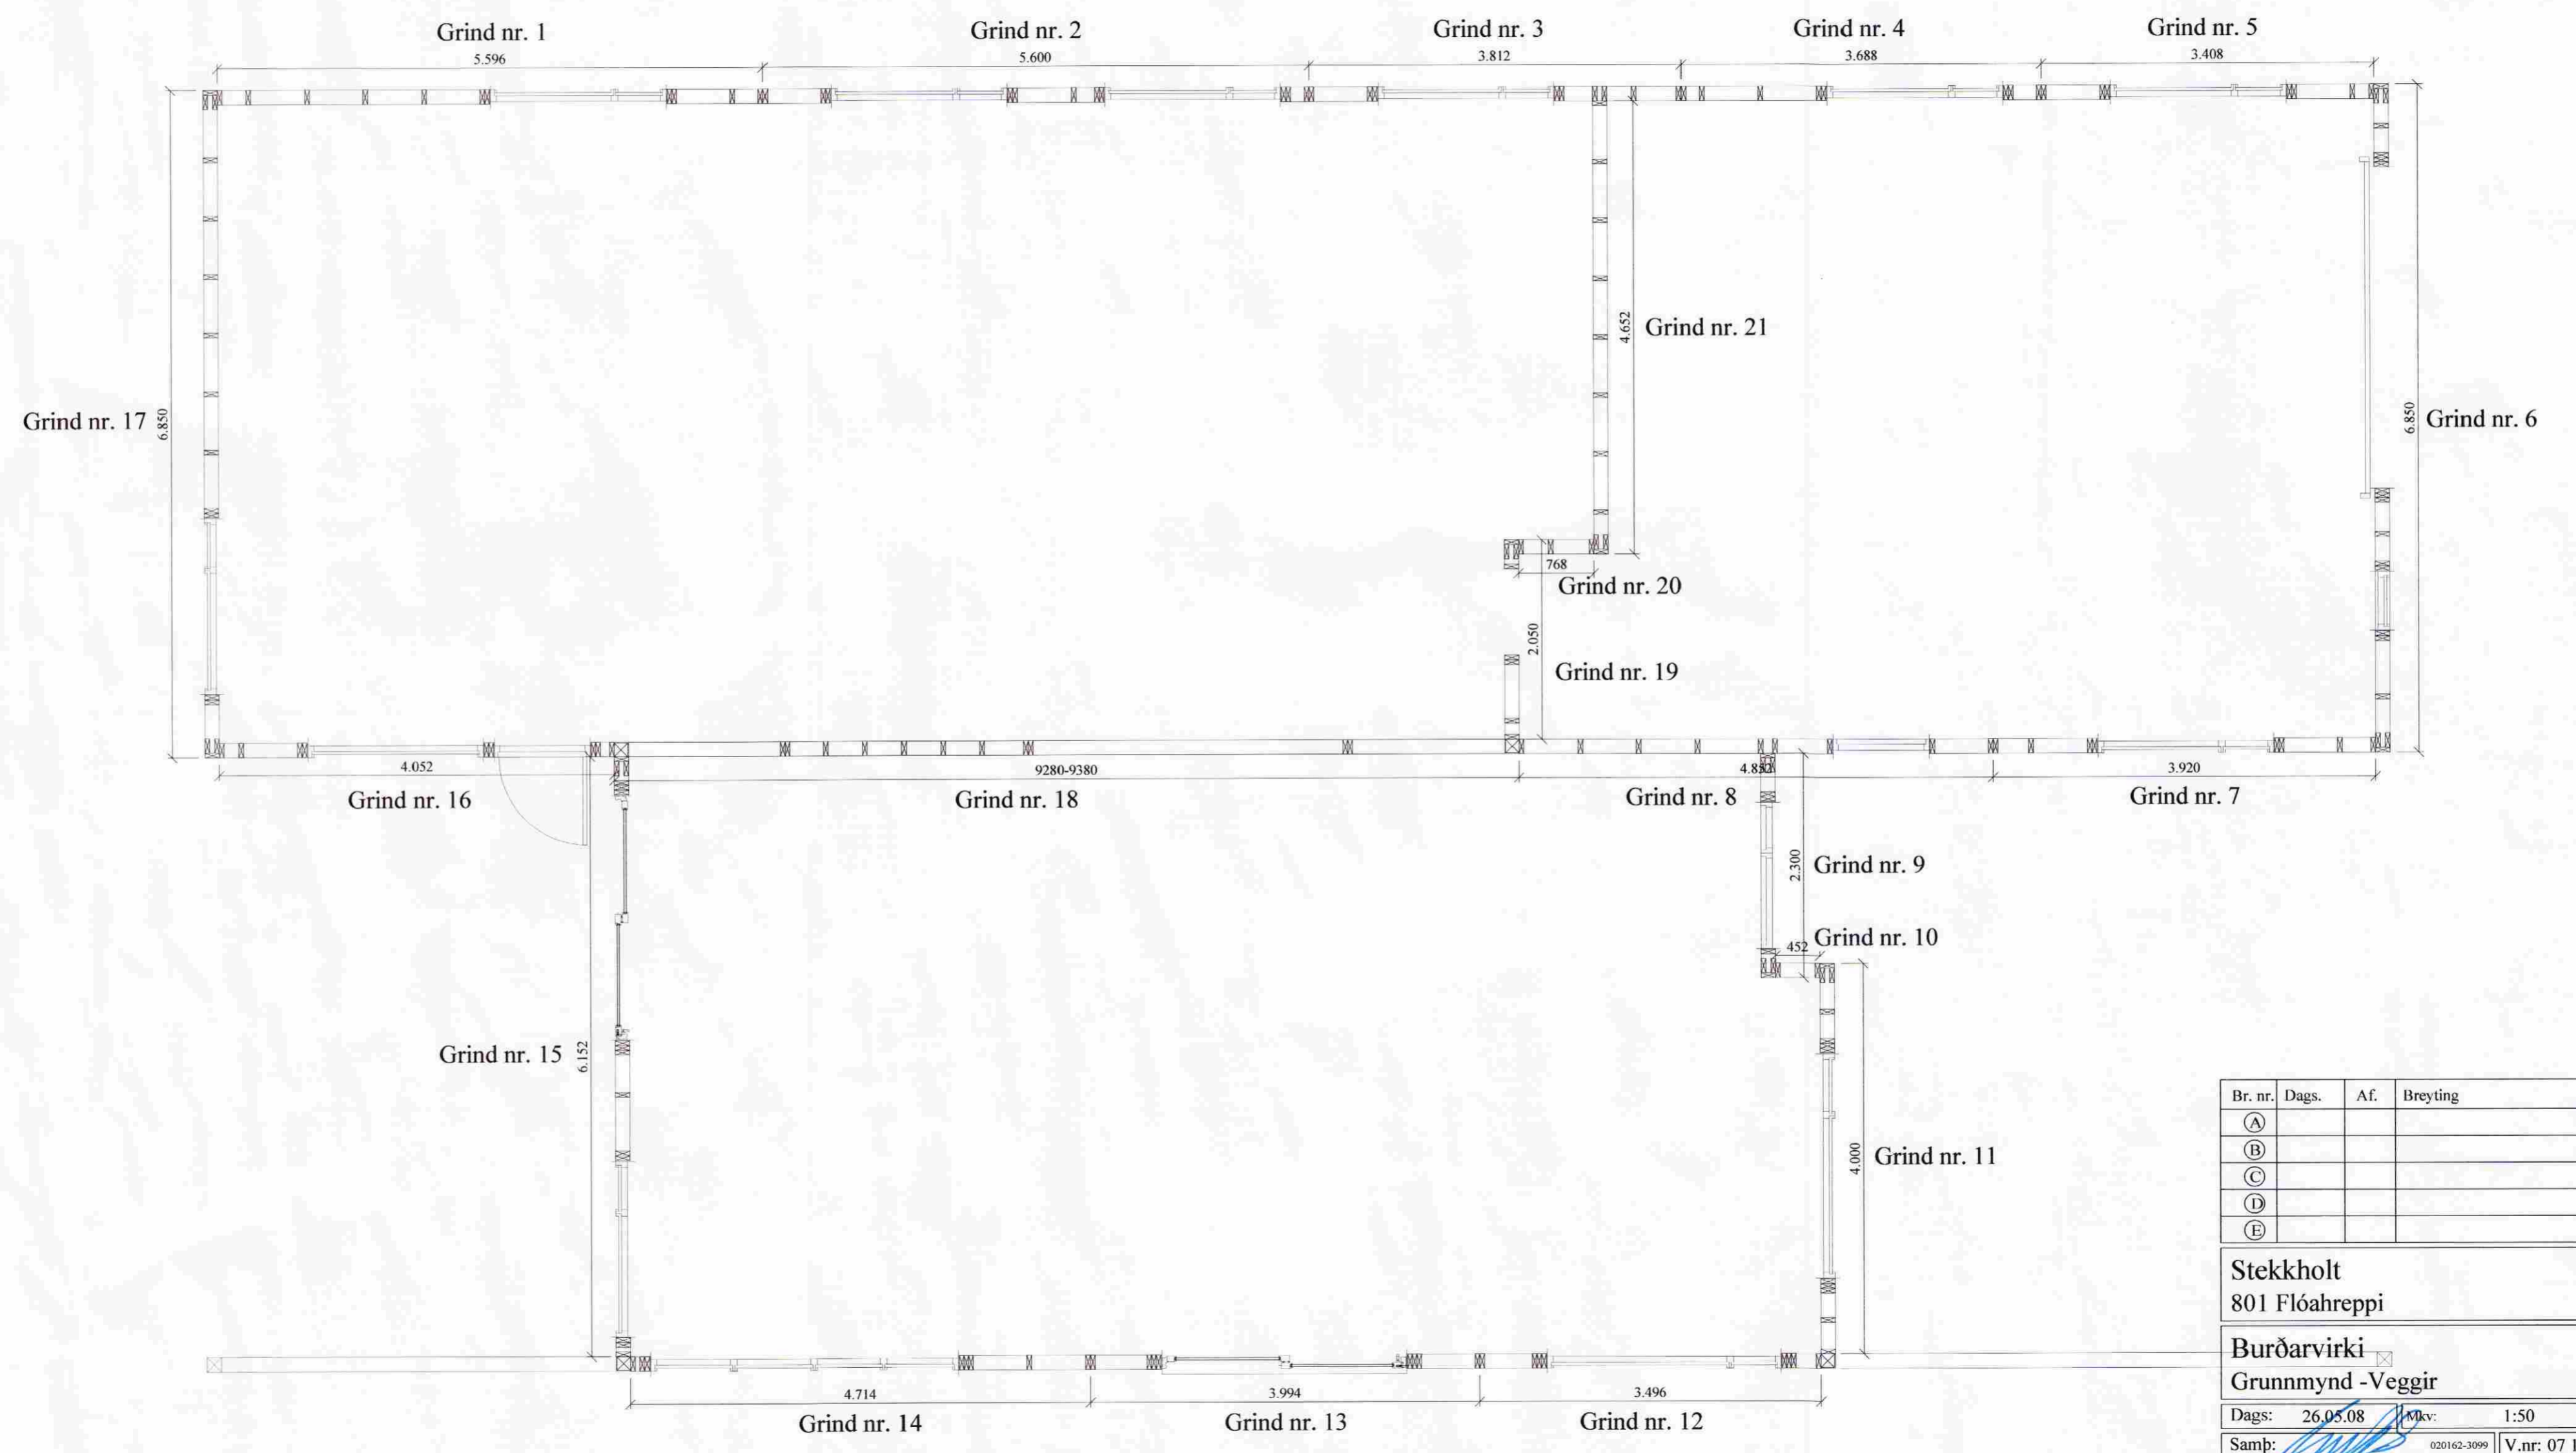 Grind nr. 1
Grind nr. 2
Grind nr. 3
Grind nr. 4
Grind nr. 5
5.596
5.600
3.812
3.688
3.408
Grind nr. 17
6.850
4.652
Grind nr. 21
6.850
Grind nr. 6
768
Grind nr. 20
2.050
Grind nr. 19
4.052
9280-9380
3.920
Grind nr. 16
Grind nr. 18
Grind nr. 8
Grind nr. 7
2.300
Grind nr. 9
452
Grind nr. 10
Grind nr. 15
6.152
4.000
Grind nr. 11
4.714
3.994
3.496
Grind nr. 14
Grind nr. 13
Grind nr. 12
Br. nr. Dags. Af. Breyting
A
B
C
D
E
Stekkholt
801 Flóahreppi
Burðarvirki
Grunnmynd -Veggir
Dags: 26.05.08 Mkv: 1:50
Samþ: 020162-3099 V.nr: 07